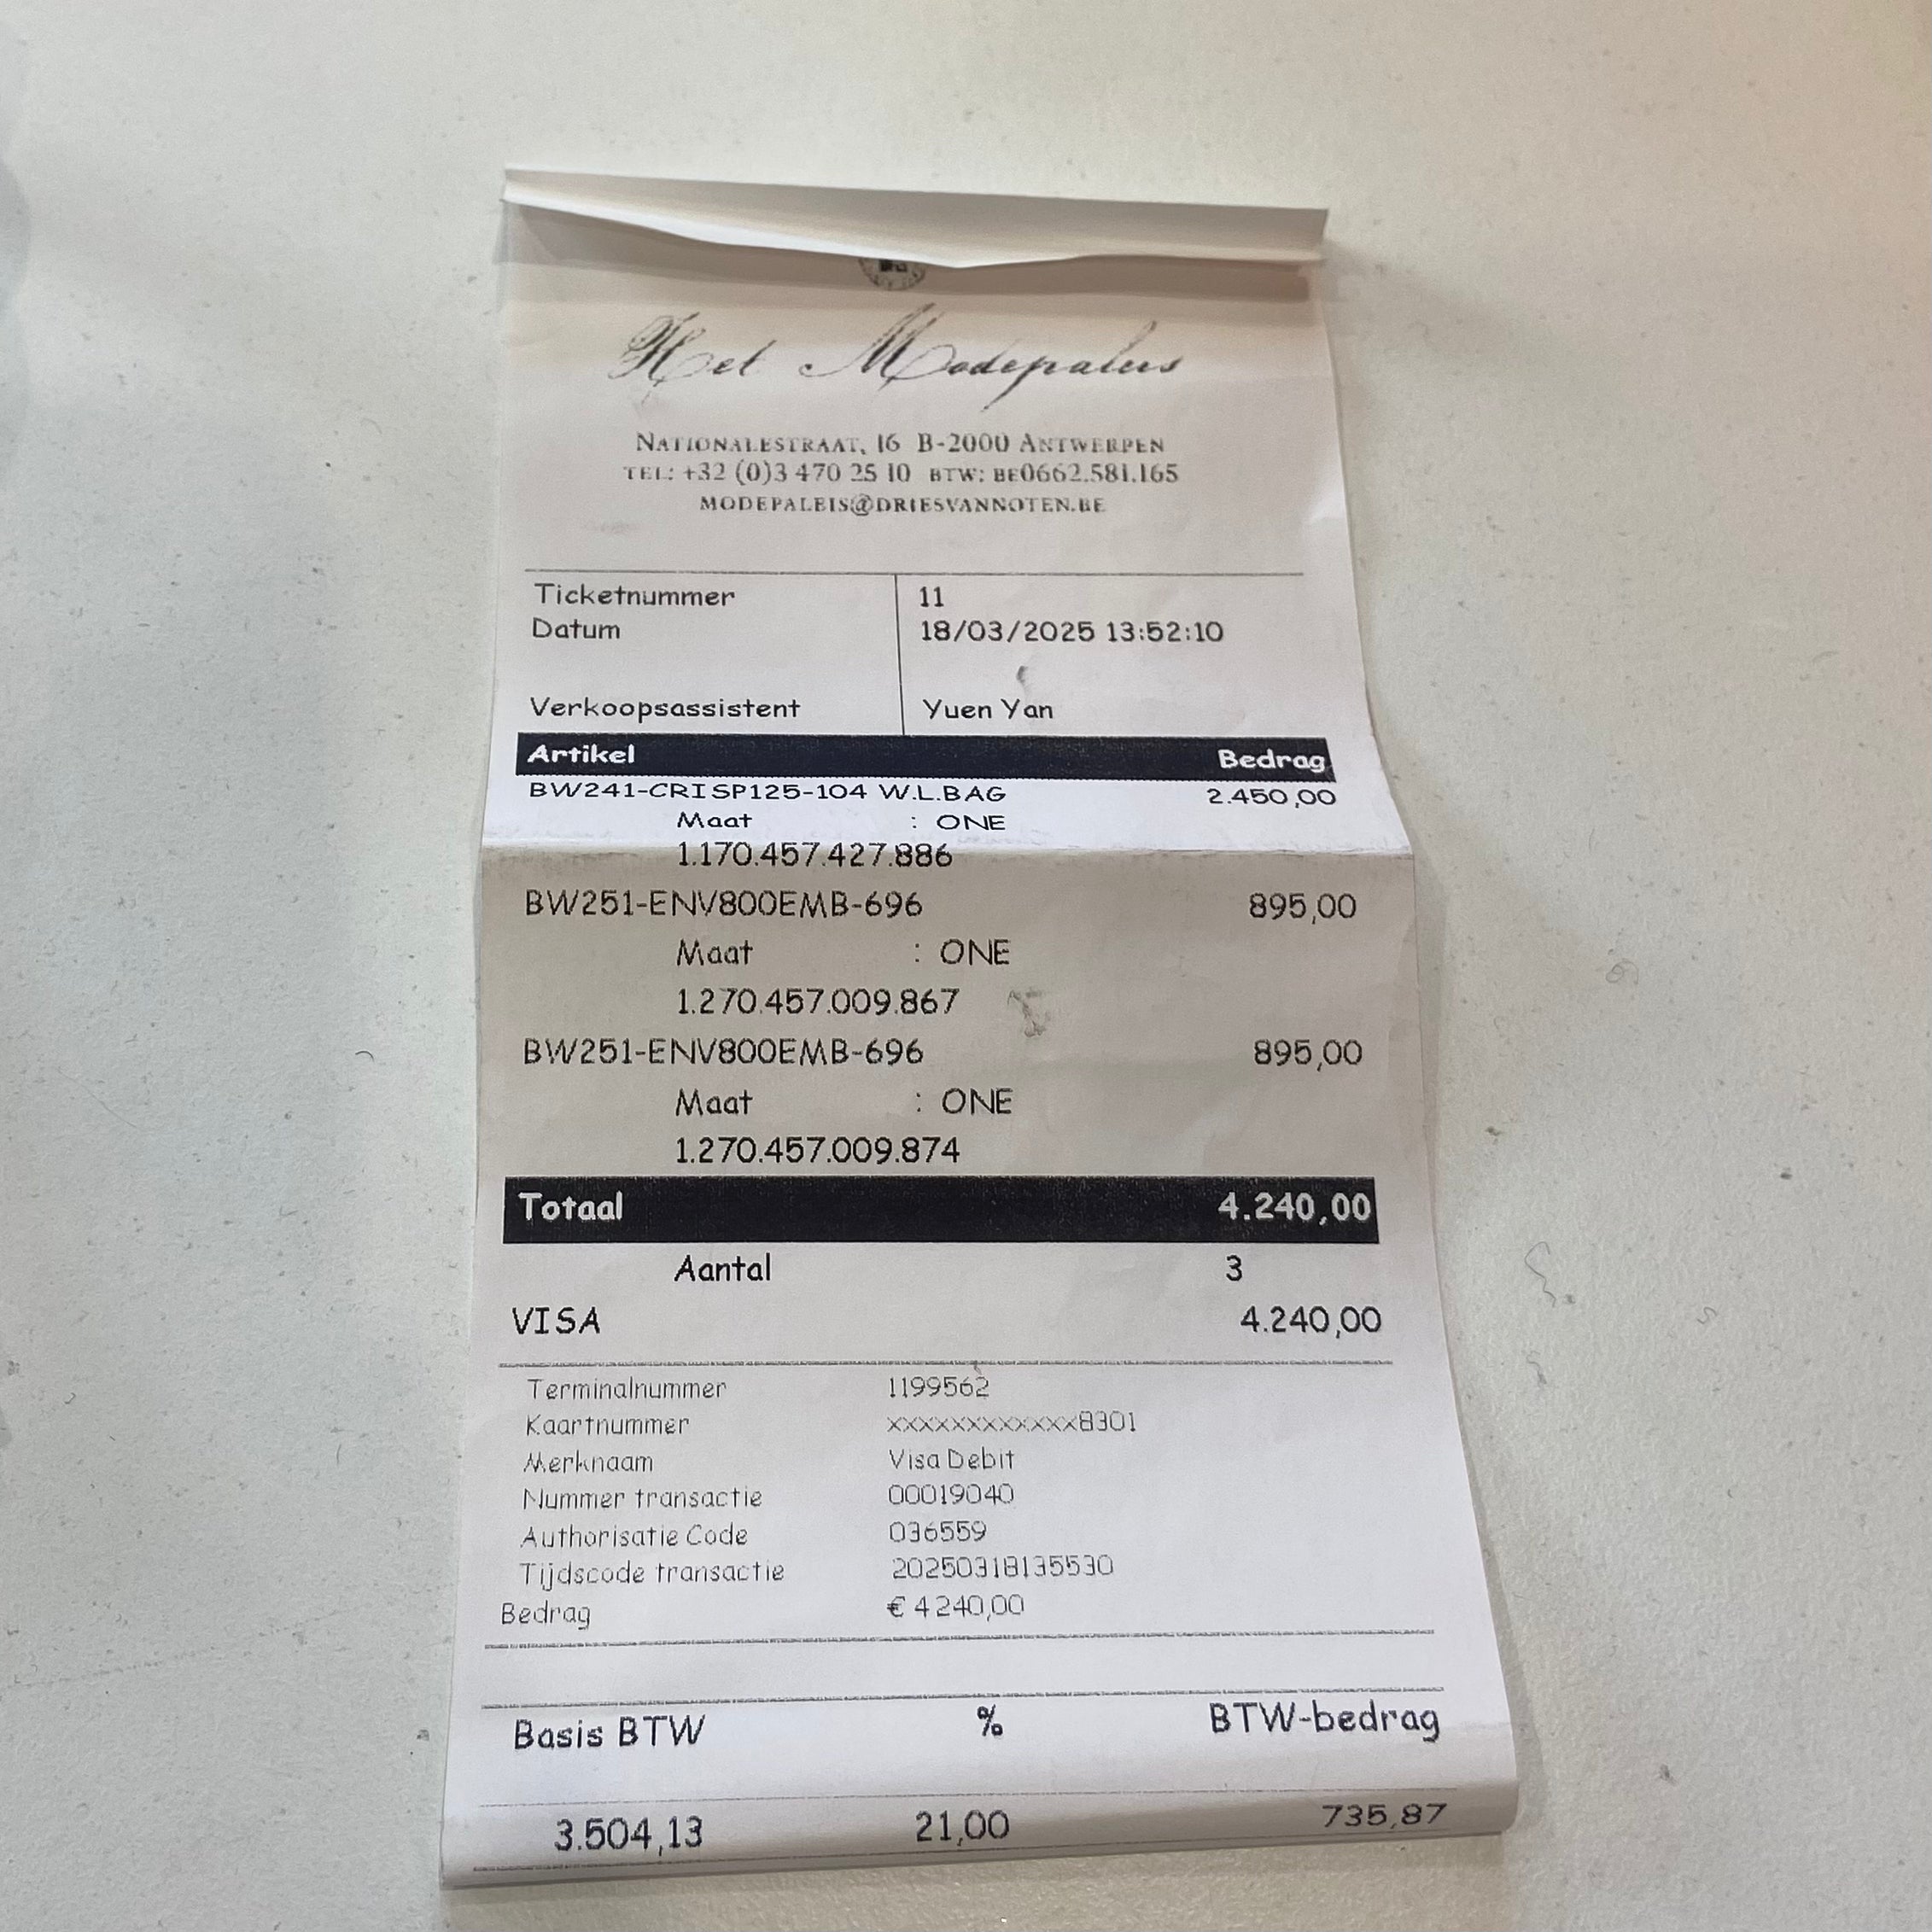 Het Modepaleis
NATIONALESTRAAT, 16 B-2000 ANTWERPEN
TEL: +32 (0)3 470 25 10 BTW: BE0662.581.165
MODEPALEIS@DRIESVANNOTEN.BE
Ticketnummer 11
Datum 18/03/2025 13:52:10
Verkoopsassistent Yuen Yan
Artikel Bedrag
BW241-CRISP125-104 W.L.BAG 2.450,00
Maat : ONE
1.170.457.427.886
BW251-ENV800EMB-696 895,00
Maat : ONE
1.270.457.009.867
BW251-ENV800EMB-696 895,00
Maat : ONE
1.270.457.009.874
Totaal 4.240,00
Aantal 3
VISA 4.240,00
Terminalnummer 1199562
Kaartnummer xxxxxxxxxxxx8301
Merknaam Visa Debit
Nummer transactie 00019040
Authorisatie Code 036559
Tijdscode transactie 20250318135530
Bedrag € 4240,00
Basis BTW % BTW-bedrag
3.504,13 21,00 735,87